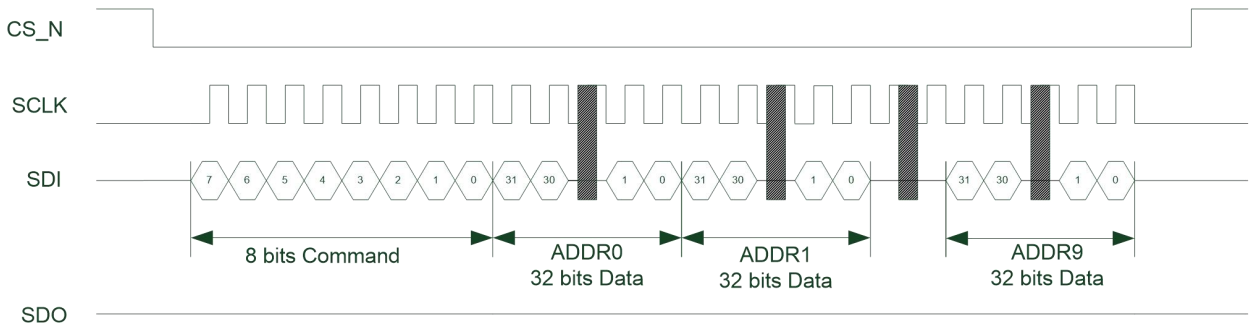 CS_N
SCLK
SDI
7 6 5 4 3 2 1 0 31 30 1 0 31 30 1 0 31 30 1 0
8 bits Command
ADDR0
32 bits Data
ADDR1
32 bits Data
ADDR9
32 bits Data
SDO